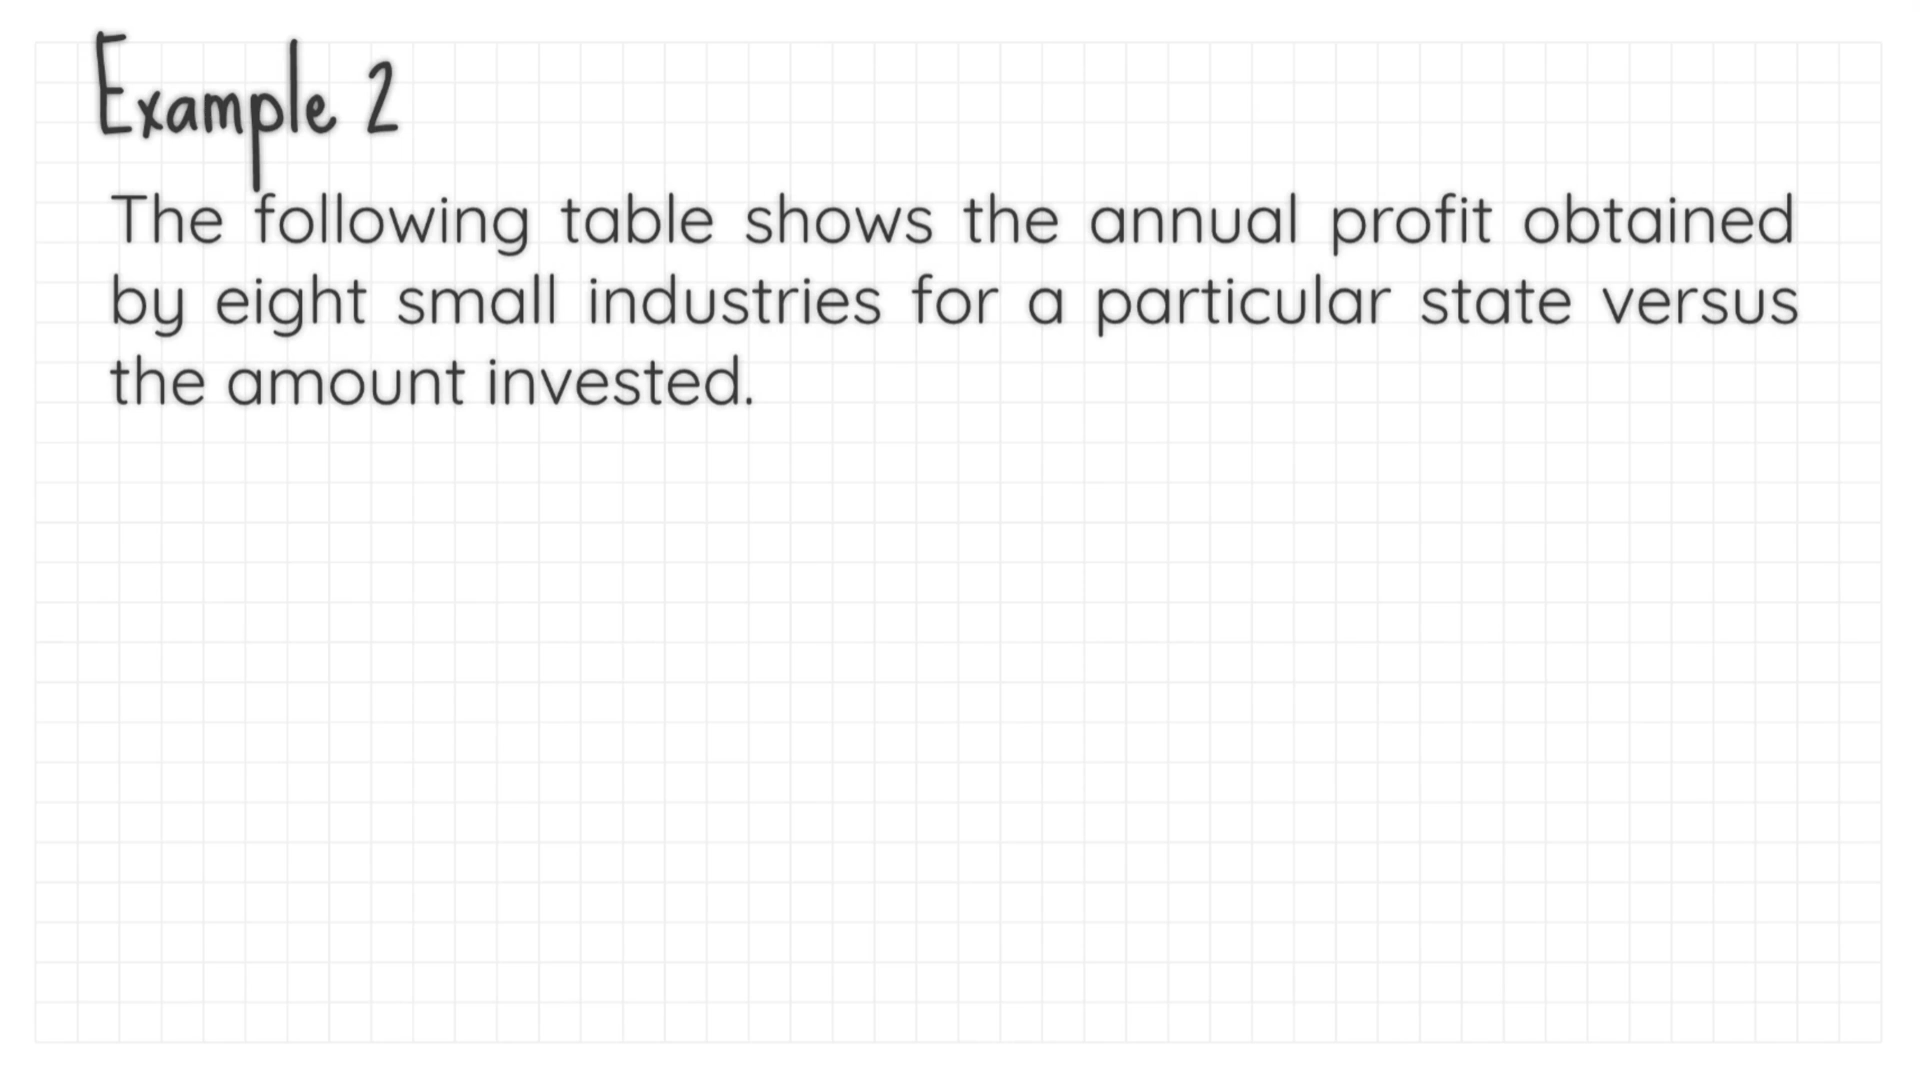 Example 2
The following table shows the annual profit obtained
by eight small industries for a particular state versus
the amount invested.